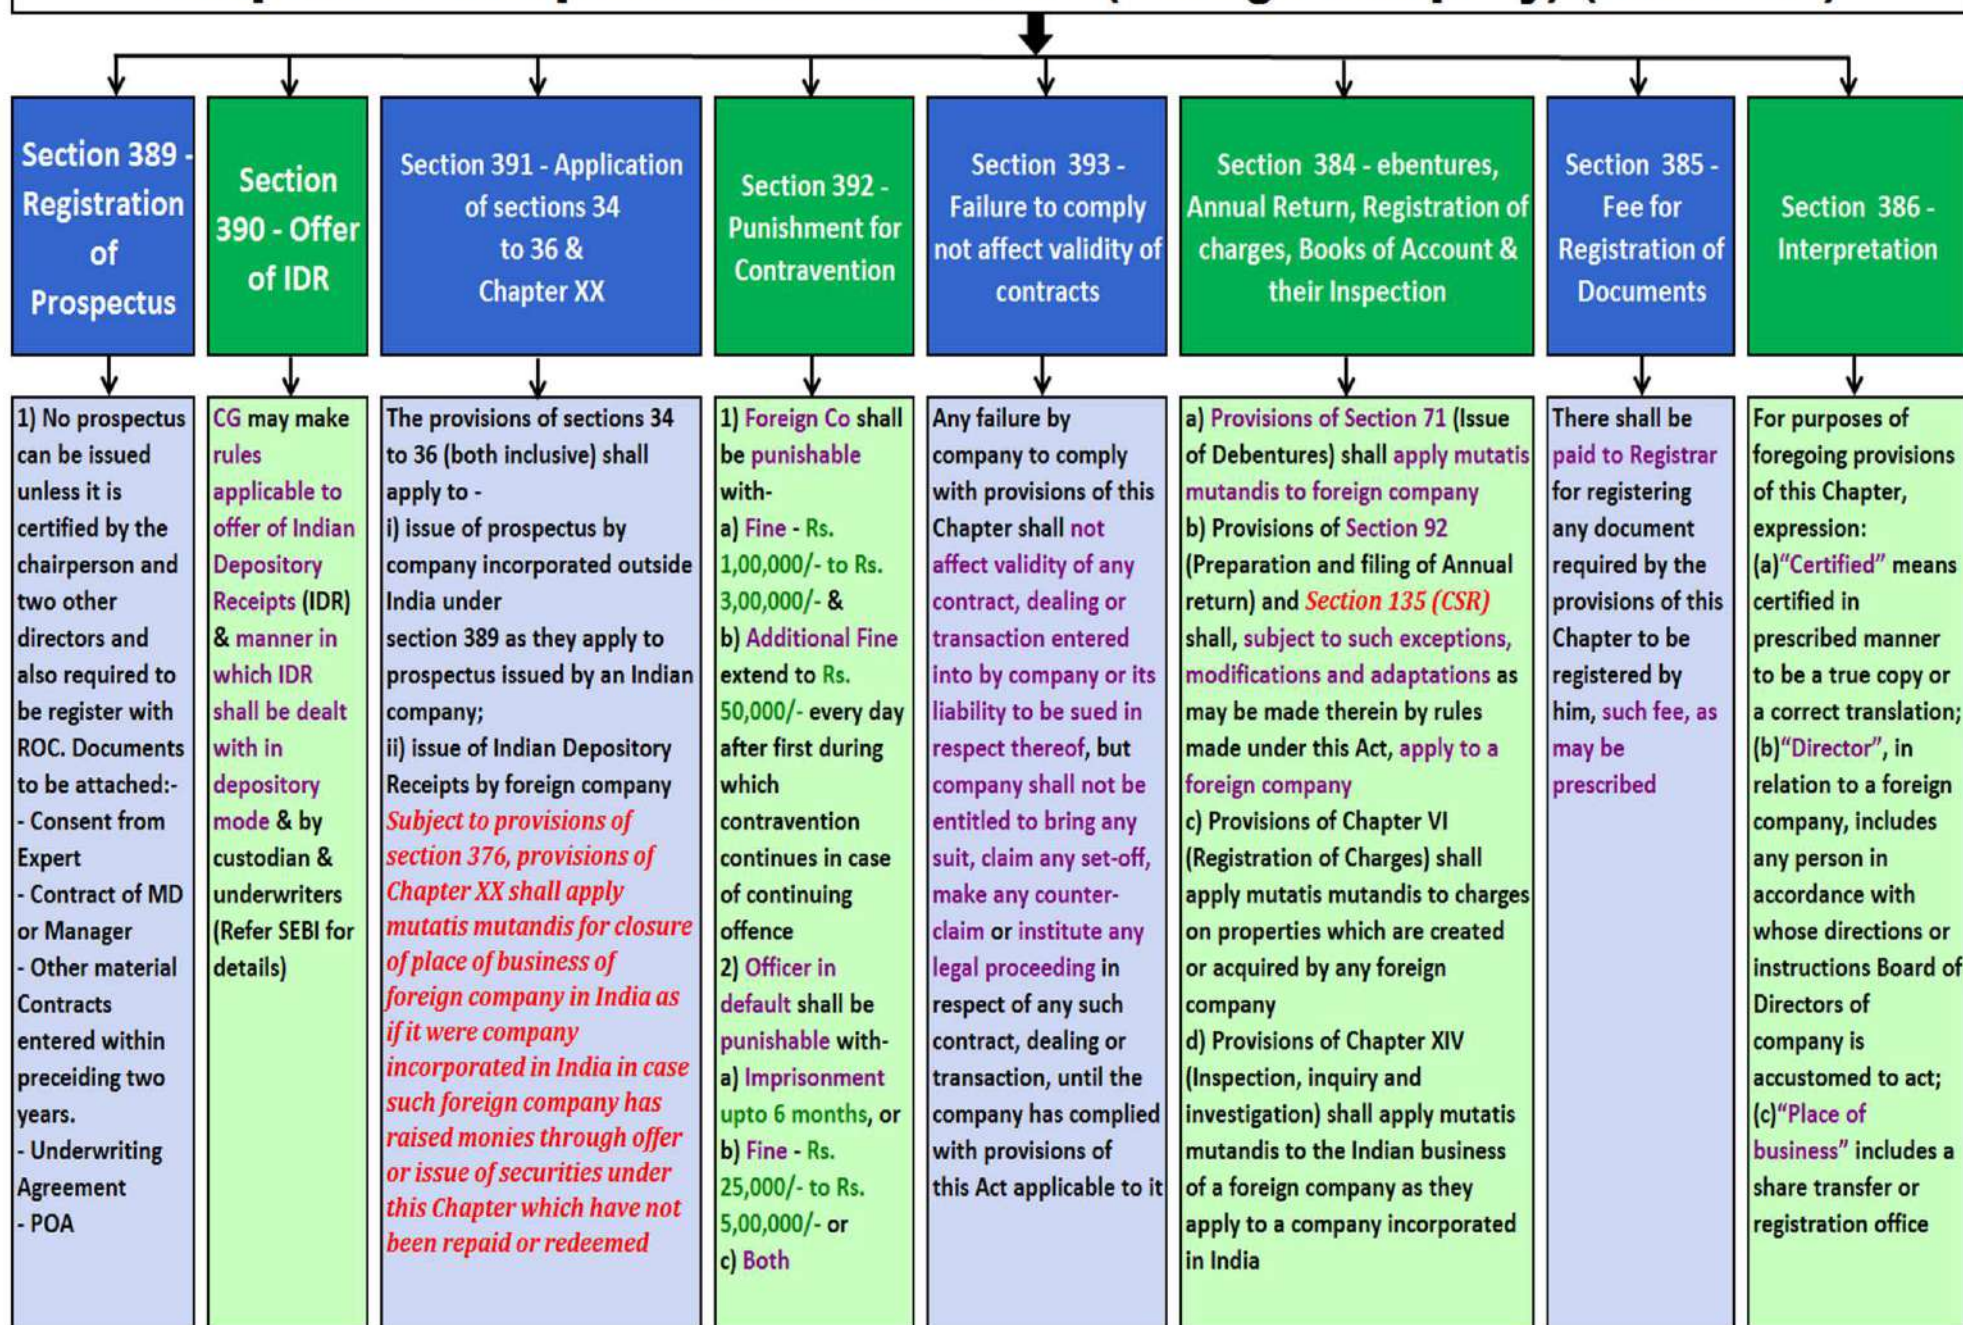 Section 389 -
Registration
of
Prospectus
Section
390 - Offer
of IDR
Section 391 - Application
of sections 34
to 36 &
Chapter XX
Section 392 -
Punishment for
Contravention
Section 393 -
Failure to comply
not affect validity of
contracts
Section 384 - ebentures,
Annual Return, Registration of
charges, Books of Account &
their Inspection
Section 385 -
Fee for
Registration of
Documents
Section 386 -
Interpretation
1) No prospectus
can be issued
unless it is
certified by the
chairperson and
two other
directors and
also required to
be register with
ROC. Documents
to be attached:-
- Consent from
Expert
- Contract of MD
or Manager
- Other material
Contracts
entered within
preceiding two
years.
- Underwriting
Agreement
- POA
CG may make
rules
applicable to
offer of Indian
Depository
Receipts (IDR)
& manner in
which IDR
shall be dealt
with in
depository
mode & by
custodian &
underwriters
(Refer SEBI for
details)
The provisions of sections 34
to 36 (both inclusive) shall
apply to -
i) issue of prospectus by
company incorporated outside
India under
section 389 as they apply to
prospectus issued by an Indian
company;
ii) issue of Indian Depository
Receipts by foreign company
Subject to provisions of
section 376, provisions of
Chapter XX shall apply
mutatis mutandis for closure
of place of business of
foreign company in India as
if it were company
incorporated in India in case
such foreign company has
raised monies through offer
or issue of securities under
this Chapter which have not
been repaid or redeemed
1) Foreign Co shall
be punishable
with-
a) Fine - Rs.
1,00,000/- to Rs.
3,00,000/- &
b) Additional Fine
extend to Rs.
50,000/- every day
after first during
which
contravention
continues in case
of continuing
offence
2) Officer in
default shall be
punishable with-
a) Imprisonment
upto 6 months, or
b) Fine - Rs.
25,000/- to Rs.
5,00,000/- or
c) Both
Any failure by
company to comply
with provisions of this
Chapter shall not
affect validity of any
contract, dealing or
transaction entered
into by company or its
liability to be sued in
respect thereof, but
company shall not be
entitled to bring any
suit, claim any set-off,
make any counter-
claim or institute any
legal proceeding in
respect of any such
contract, dealing or
transaction, until the
company has complied
with provisions of
this Act applicable to it
a) Provisions of Section 71 (Issue
of Debentures) shall apply mutatis
mutandis to foreign company
b) Provisions of Section 92
(Preparation and filing of Annual
return) and Section 135 (CSR)
shall, subject to such exceptions,
modifications and adaptations as
may be made therein by rules
made under this Act, apply to a
foreign company
c) Provisions of Chapter VI
(Registration of Charges) shall
apply mutatis mutandis to charges
on properties which are created
or acquired by any foreign
company
d) Provisions of Chapter XIV
(Inspection, inquiry and
investigation) shall apply mutatis
mutandis to the Indian business
of a foreign company as they
apply to a company incorporated
in India
There shall be
paid to Registrar
for registering
any document
required by the
provisions of this
Chapter to be
registered by
him, such fee, as
may be
prescribed
For purposes of
foregoing provisions
of this Chapter,
expression:
(a)“Certified” means
certified in
prescribed manner
to be a true copy or
a correct translation;
(b)“Director”, in
relation to a foreign
company, includes
any person in
accordance with
whose directions or
instructions Board of
Directors of
company is
accustomed to act;
(c)“Place of
business” includes a
share transfer or
registration office